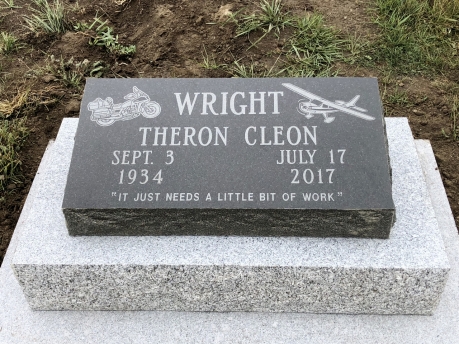 WRIGHT
THERON CLEON
SEPT. 3 JULY 17
1934 2017
"IT JUST NEEDS A LITTLE BIT OF WORK"